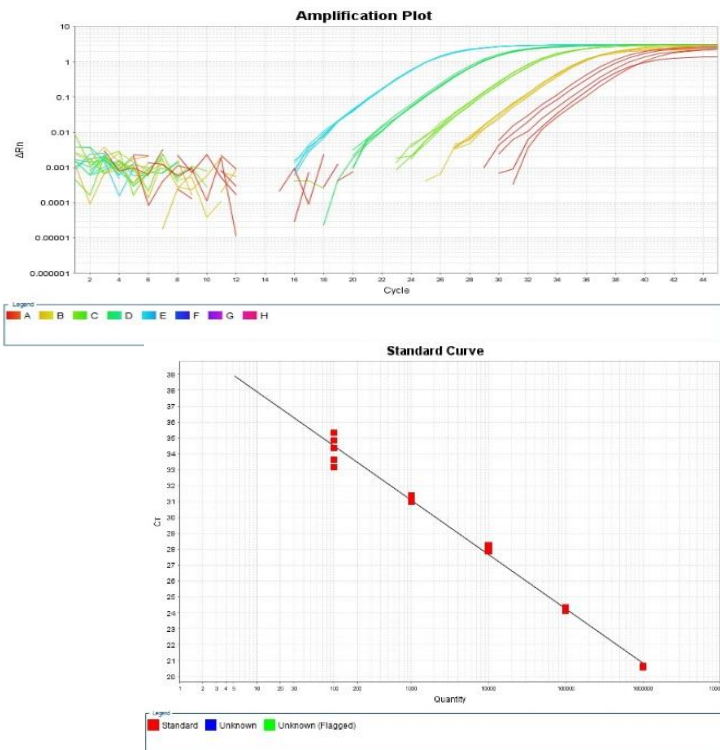 Amplification Plot
10
1
0.1
0.01
0.001
0.0001
0.00001
0.000001
ΔRn
2 4 6 8 10 12 14 16 18 20 22 24 26 28 30 32 34 36 38 40 42 44
Cycle
Legend
A B C D E F G H
Standard Curve
39
38
37
36
35
34
33
32
31
30
29
28
27
26
25
24
23
22
21
20
CT
1 2 3 4 5 10 20 30 100 200 1000 10000 100000 1000000
Quantity
Legend
Standard Unknown Unknown (Flagged)